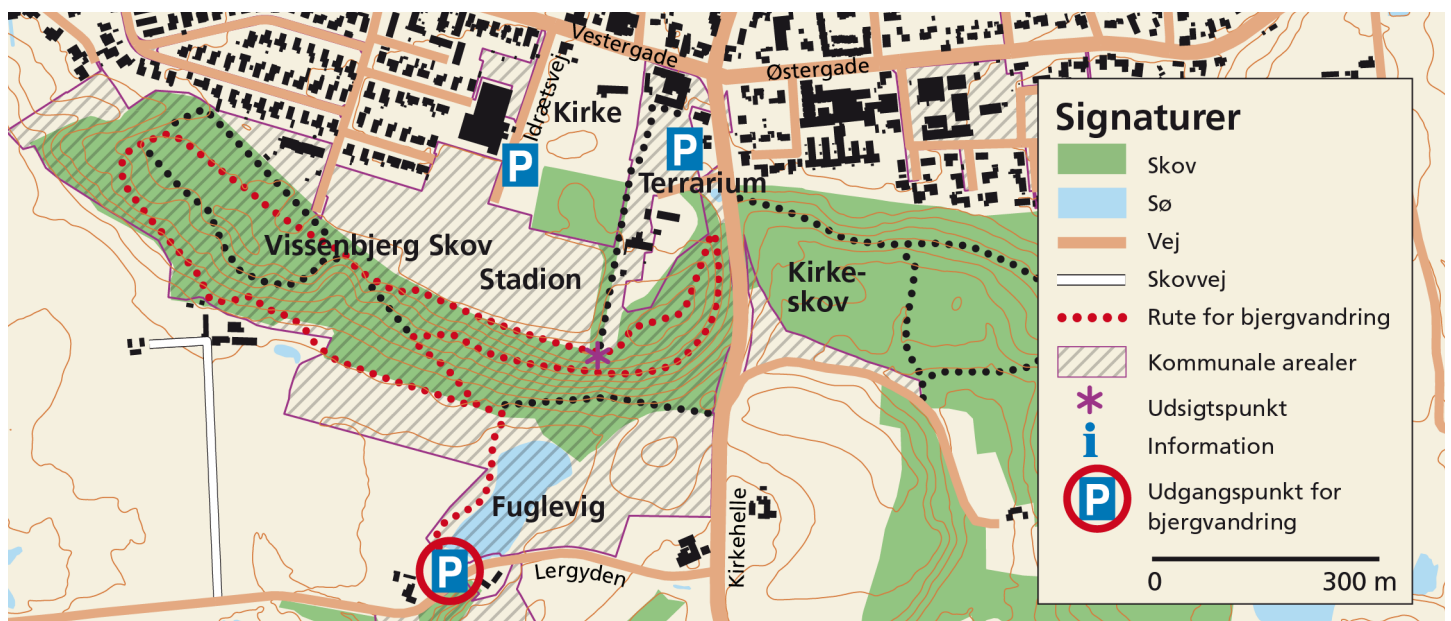 Vestergade
Østergade
Idrætsvej
Kirke
P
P
Terrarium
Vissenbjerg Skov
Stadion
Kirke-
skov
Fuglevig
Kirkehelle
P
Lergyden
Signaturer
Skov
Sø
Vej
Skovvej
Rute for bjergvandring
Kommunale arealer
Udsigtspunkt
i
Information
P
Udgangspunkt for
bjergvandring
0 300 m